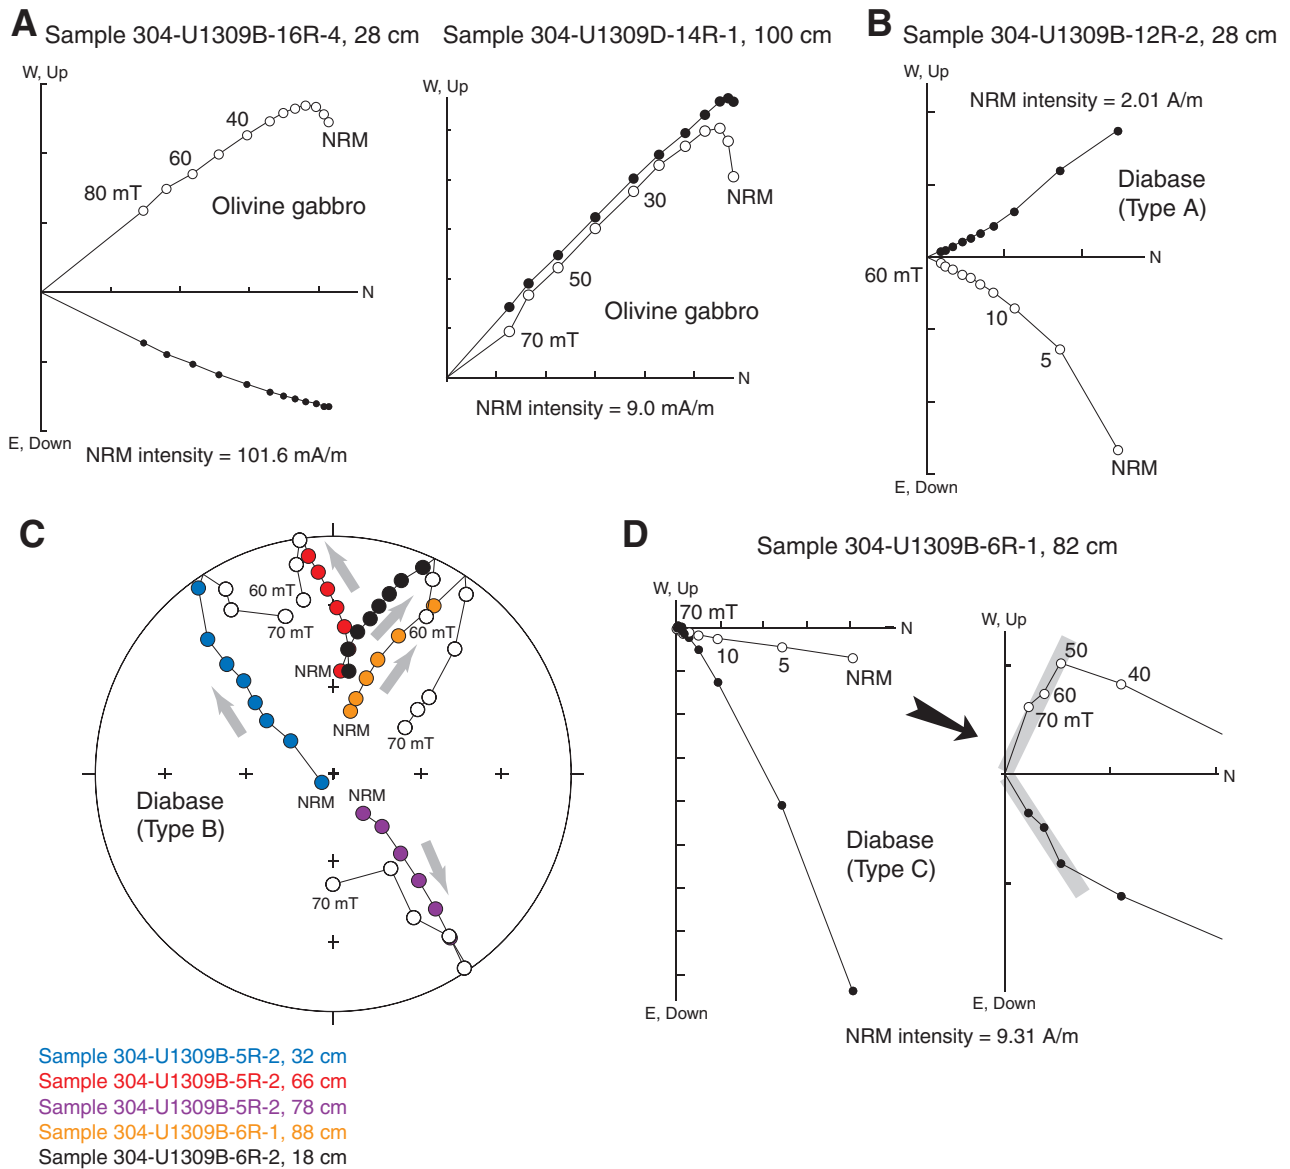 A
Sample 304-U1309B-16R-4, 28 cm
W, Up
40
NRM
60
80 mT
Olivine gabbro
N
E, Down
NRM intensity = 101.6 mA/m
Sample 304-U1309D-14R-1, 100 cm
W, Up
NRM
30
50
Olivine gabbro
70 mT
N
NRM intensity = 9.0 mA/m
B
Sample 304-U1309B-12R-2, 28 cm
W, Up
NRM intensity = 2.01 A/m
Diabase
(Type A)
N
60 mT
10
5
NRM
E, Down
C
60 mT
70 mT
60 mT
NRM
NRM
70 mT
NRM
NRM
Diabase
(Type B)
70 mT
Sample 304-U1309B-5R-2, 32 cm
Sample 304-U1309B-5R-2, 66 cm
Sample 304-U1309B-5R-2, 78 cm
Sample 304-U1309B-6R-1, 88 cm
Sample 304-U1309B-6R-2, 18 cm
D
Sample 304-U1309B-6R-1, 82 cm
W, Up
70 mT
N
10
5
NRM
Diabase
(Type C)
E, Down
W, Up
50
40
60
70 mT
N
E, Down
NRM intensity = 9.31 A/m